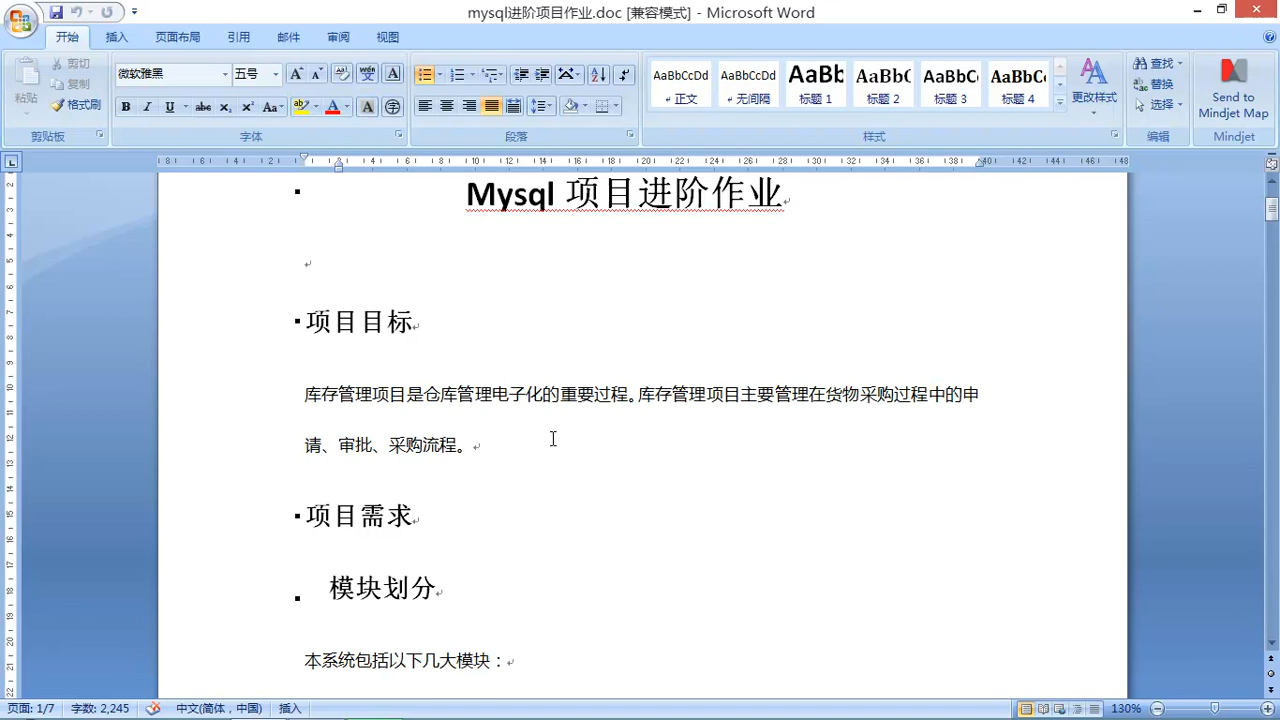 mysql进阶项目作业.doc [兼容模式] - Microsoft Word
开始 插入 页面布局 引用 邮件 审阅 视图
剪切 微软雅黑 五号 查找
复制 替换
粘贴 格式刷 选择
AaBbCcDd AaBbCcDd AaBb AaBbC AaBbC AaBbCc
正文 无间隔 标题 1 标题 2 标题 3 标题 4 更改样式
Send to
Mindjet Map
剪贴板 字体 段落 样式 编辑 Mindjet
Mysql 项目进阶作业
项目目标
库存管理项目是仓库管理电子化的重要过程。库存管理项目主要管理在货物采购过程中的申
请、审批、采购流程。
项目需求
模块划分
本系统包括以下几大模块：
页面: 1/7 字数: 2,245 中文(简体，中国) 插入 130%